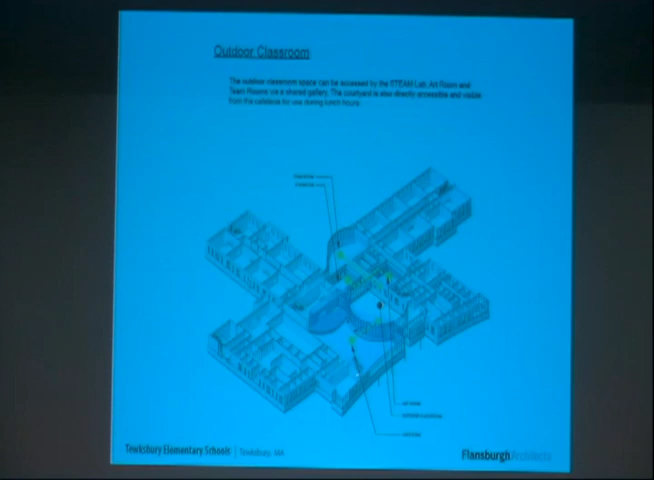 Outdoor Classroom
The outdoor classroom space can be accessed by the STEAM Lab, Art Room and
Team Rooms via a shared gallery. The courtyard is also directly accessible and visible
from the cafeteria for use during lunch hours.
Tewksbury Elementary Schools | Tewksbury, MA
FlansburghArchitects